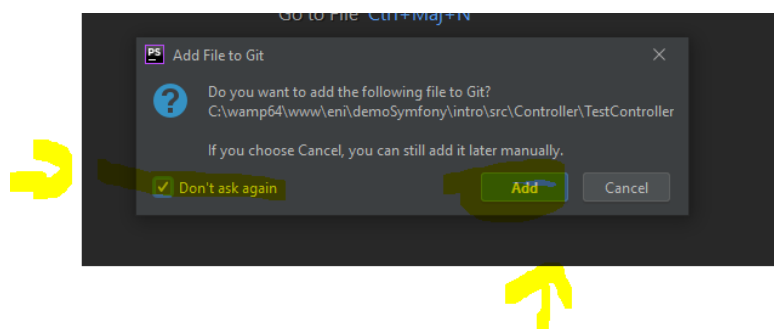 Go to File Ctrl+Maj+N
PS Add File to Git
Do you want to add the following file to Git?
C:\wamp64\www\eni\demoSymfony\intro\src\Controller\TestController
If you choose Cancel, you can still add it later manually.
Don't ask again
Add
Cancel